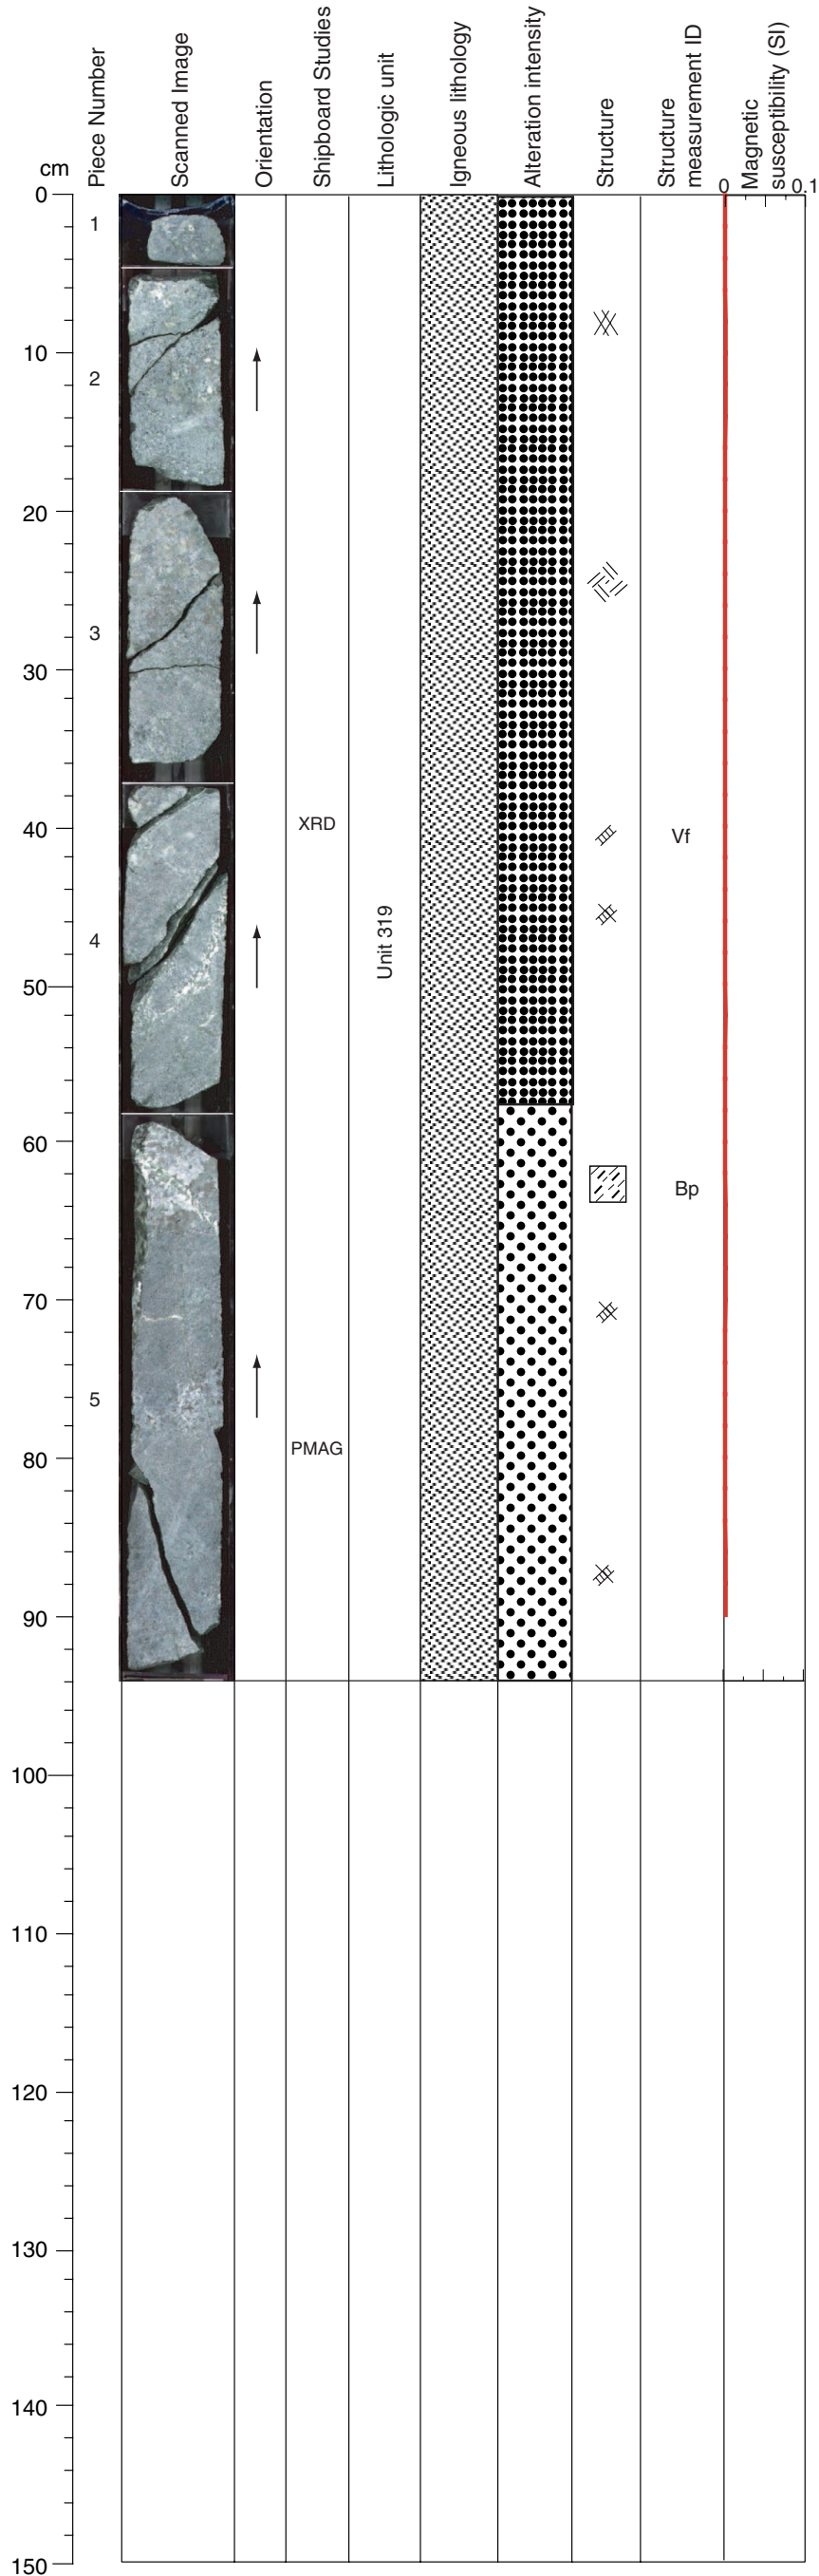 cm
Piece Number
Scanned Image
Orientation
Shipboard Studies
Lithologic unit
Igneous lithology
Alteration intensity
Structure
Structure
measurement ID
Magnetic
susceptibility (SI)
0 0.1
0
1
10
2
20
3
30
XRD
40
Vf
4
Unit 319
50
60
Bp
70
5
PMAG
80
90
100
110
120
130
140
150